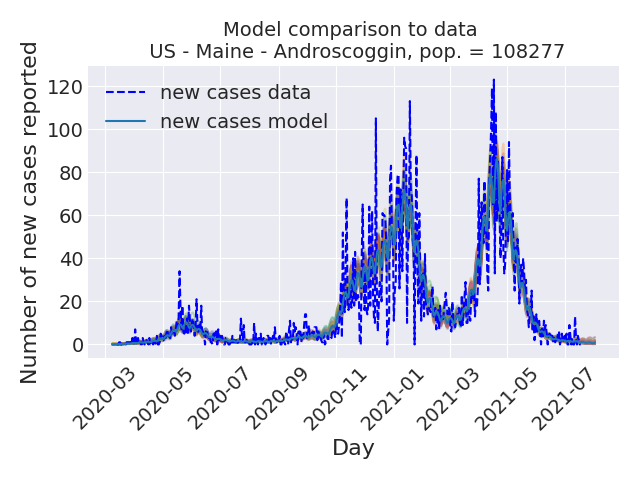 Model comparison to data
US - Maine - Androscoggin, pop. = 108277
Number of new cases reported
120
100
80
60
40
20
0
new cases data
new cases model
2020-03
2020-05
2020-07
2020-09
2020-11
2021-01
2021-03
2021-05
2021-07
Day